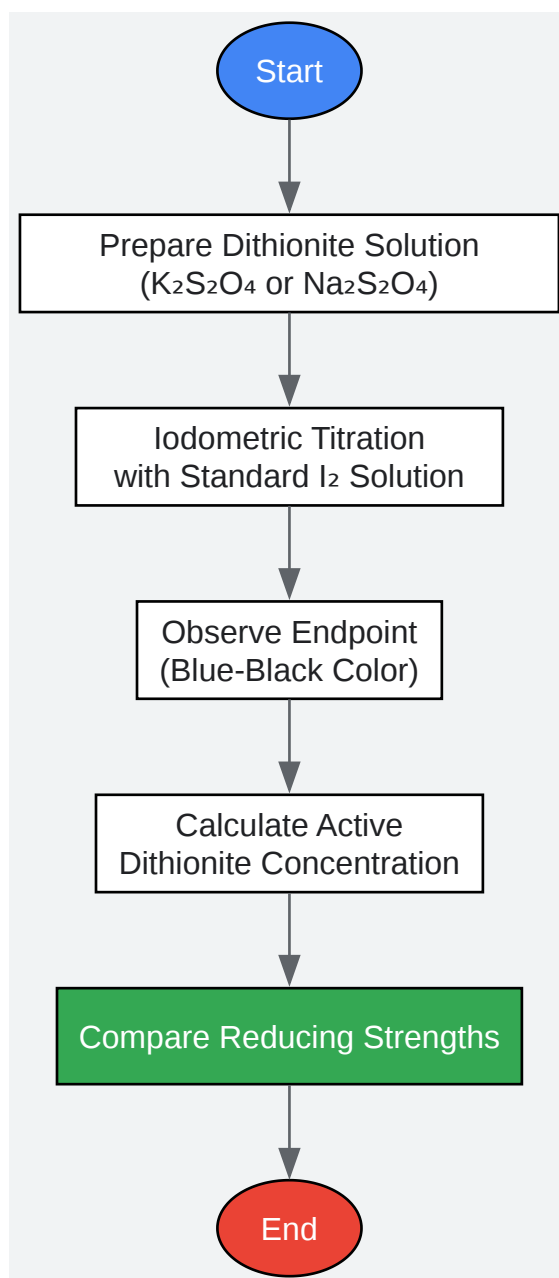 Start
Prepare Dithionite Solution
(K₂S₂O₄ or Na₂S₂O₄)
Iodometric Titration
with Standard I₂ Solution
Observe Endpoint
(Blue-Black Color)
Calculate Active
Dithionite Concentration
Compare Reducing Strengths
End